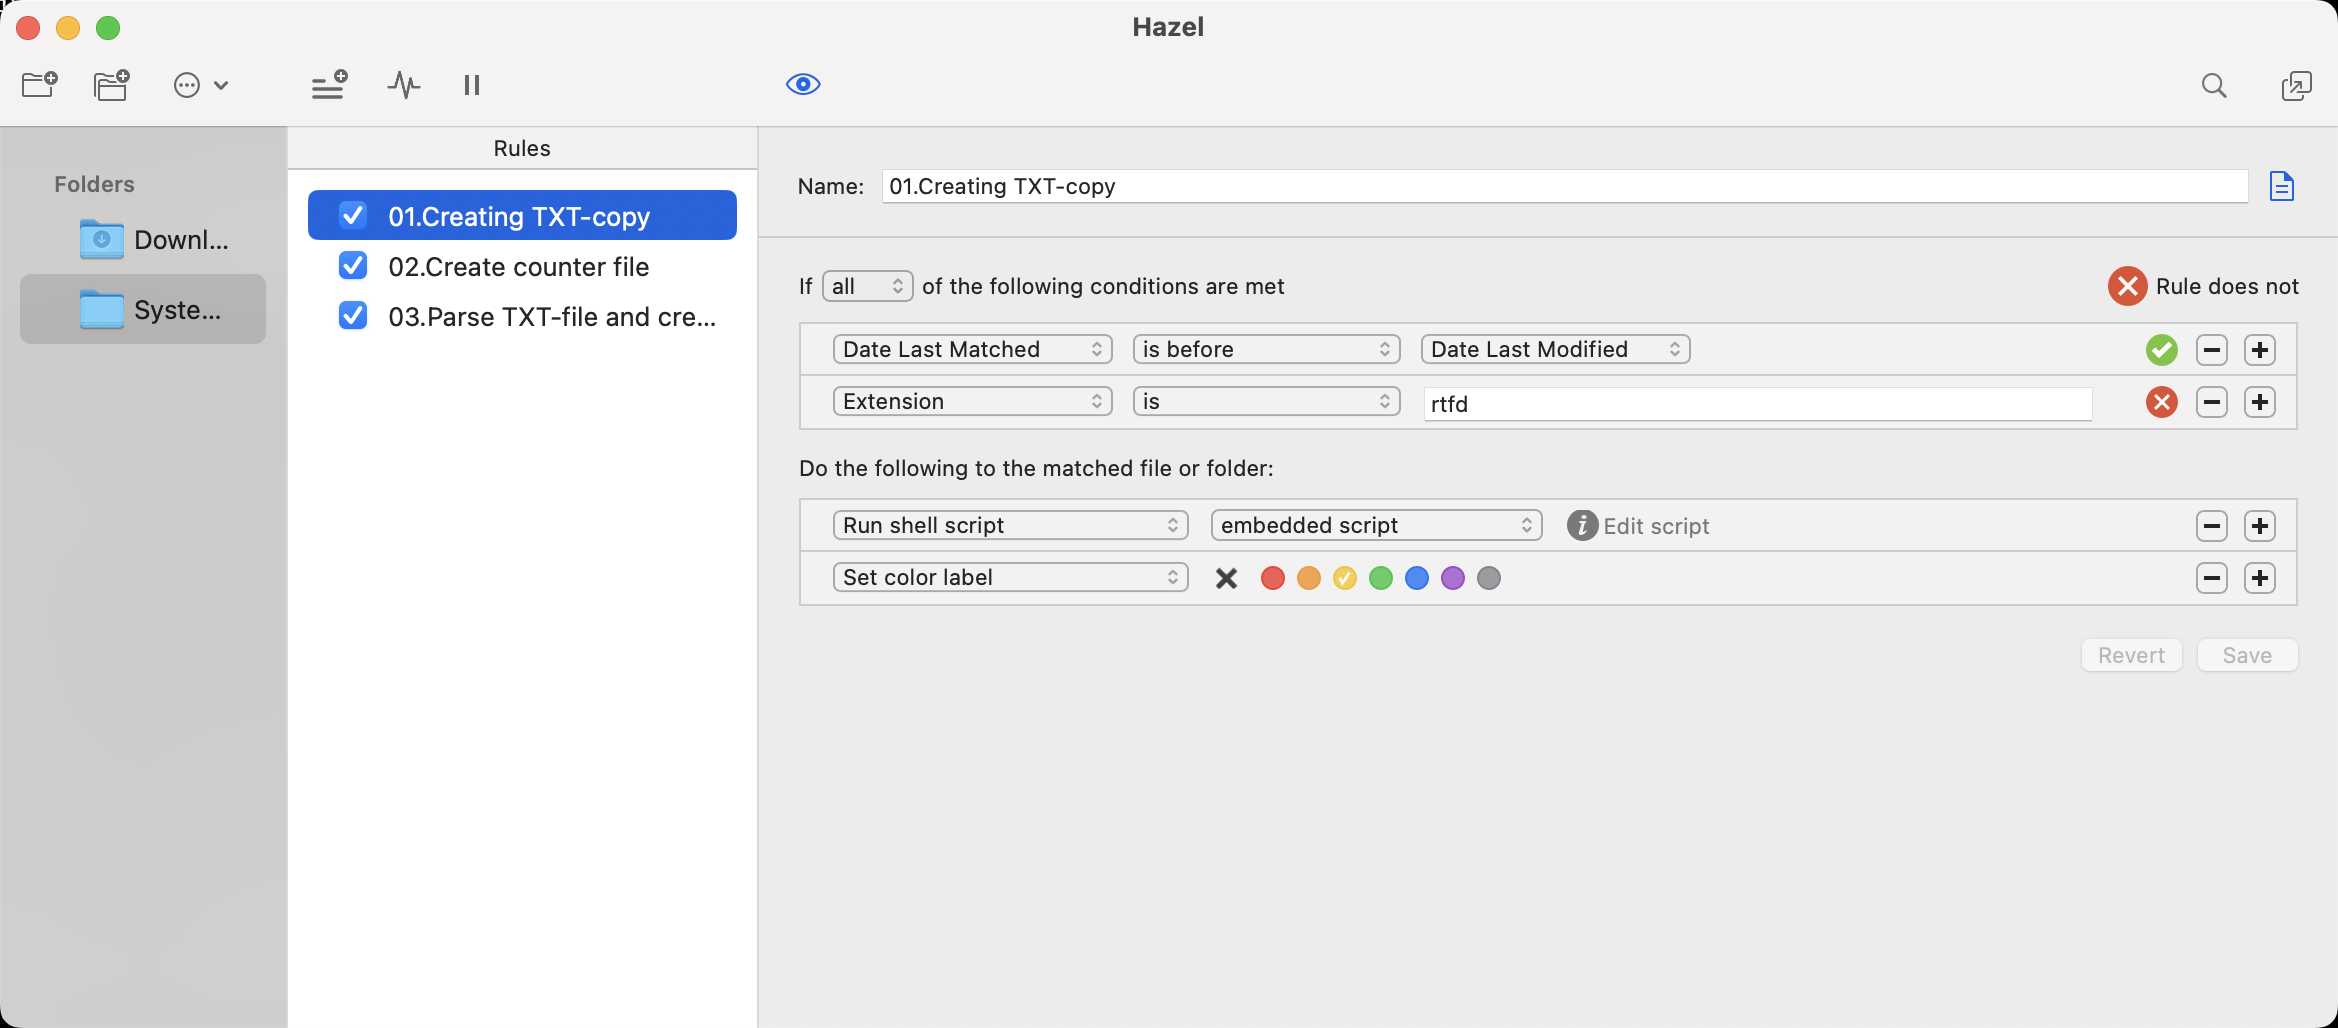 Hazel
Folders
Downl...
Syste...
Rules
01.Creating TXT-copy
02.Create counter file
03.Parse TXT-file and cre...
Name: 01.Creating TXT-copy
If all of the following conditions are met
Rule does not
Date Last Matched is before Date Last Modified
Extension is rtfd
Do the following to the matched file or folder:
Run shell script embedded script i Edit script
Set color label
Revert Save